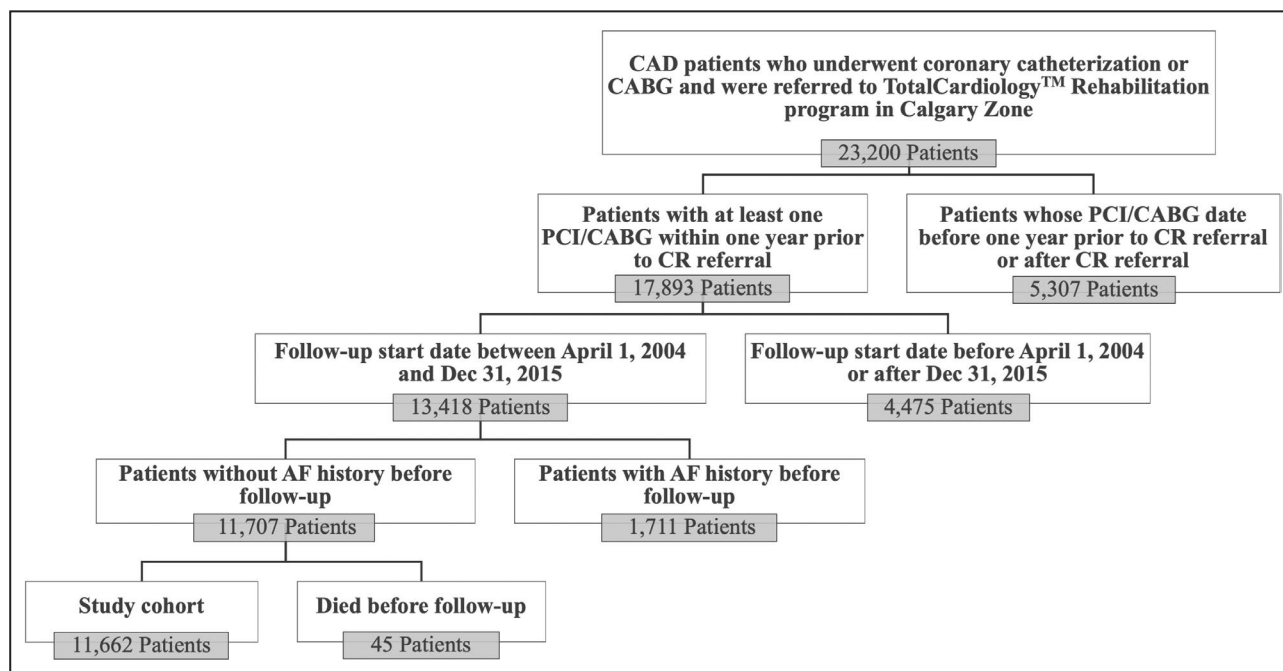 CAD patients who underwent coronary catheterization or
CABG and were referred to TotalCardiology™ Rehabilitation
program in Calgary Zone
23,200 Patients
Patients with at least one
PCI/CABG within one year prior
to CR referral
17,893 Patients
Patients whose PCI/CABG date
before one year prior to CR referral
or after CR referral
5,307 Patients
Follow-up start date between April 1, 2004
and Dec 31, 2015
13,418 Patients
Follow-up start date before April 1, 2004
or after Dec 31, 2015
4,475 Patients
Patients without AF history before
follow-up
11,707 Patients
Patients with AF history before
follow-up
1,711 Patients
Study cohort
11,662 Patients
Died before follow-up
45 Patients